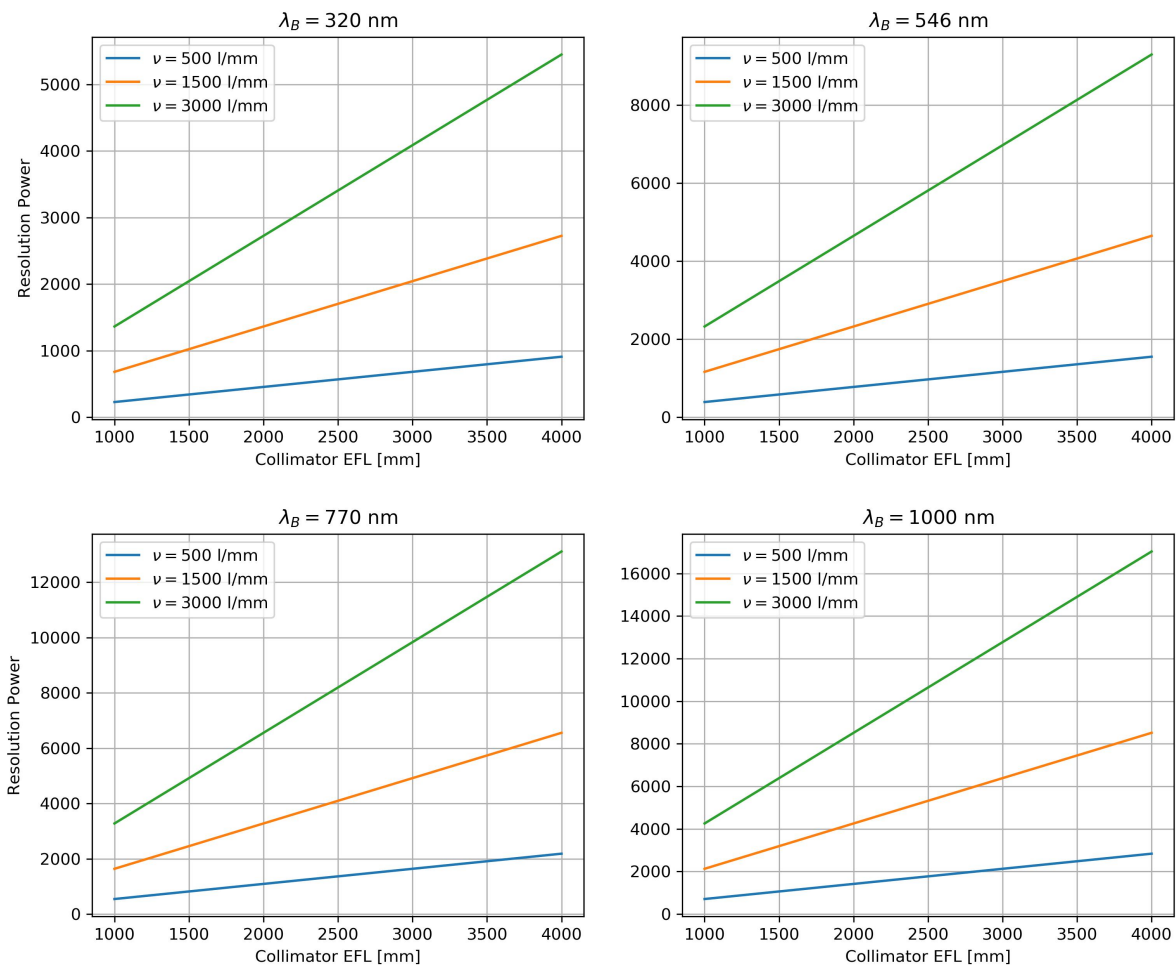 λ_B = 320 nm
Resolution Power
5000
4000
3000
2000
1000
0
ν = 500 l/mm
ν = 1500 l/mm
ν = 3000 l/mm
1000 1500 2000 2500 3000 3500 4000
Collimator EFL [mm]
λ_B = 546 nm
8000
6000
4000
2000
0
ν = 500 l/mm
ν = 1500 l/mm
ν = 3000 l/mm
1000 1500 2000 2500 3000 3500 4000
Collimator EFL [mm]
λ_B = 770 nm
Resolution Power
12000
10000
8000
6000
4000
2000
0
ν = 500 l/mm
ν = 1500 l/mm
ν = 3000 l/mm
1000 1500 2000 2500 3000 3500 4000
Collimator EFL [mm]
λ_B = 1000 nm
16000
14000
12000
10000
8000
6000
4000
2000
0
ν = 500 l/mm
ν = 1500 l/mm
ν = 3000 l/mm
1000 1500 2000 2500 3000 3500 4000
Collimator EFL [mm]